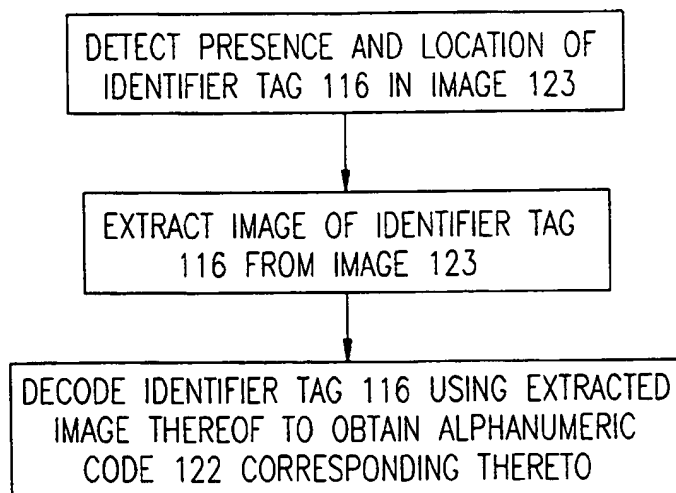 DETECT PRESENCE AND LOCATION OF
IDENTIFIER TAG 116 IN IMAGE 123
EXTRACT IMAGE OF IDENTIFIER TAG
116 FROM IMAGE 123
DECODE IDENTIFIER TAG 116 USING EXTRACTED
IMAGE THEREOF TO OBTAIN ALPHANUMERIC
CODE 122 CORRESPONDING THERETO